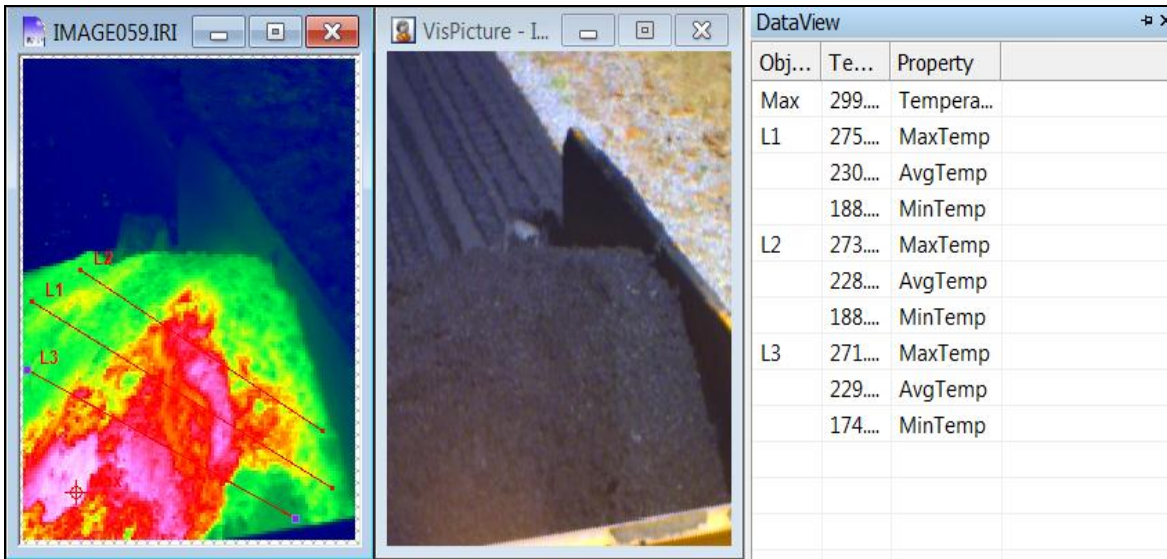 IMAGE059.IRI
L2
L1
L3
VisPicture - I...
DataView
Obj... Te... Property
Max 299.... Tempera...
L1 275.... MaxTemp
230.... AvgTemp
188.... MinTemp
L2 273.... MaxTemp
228.... AvgTemp
188.... MinTemp
L3 271.... MaxTemp
229.... AvgTemp
174.... MinTemp